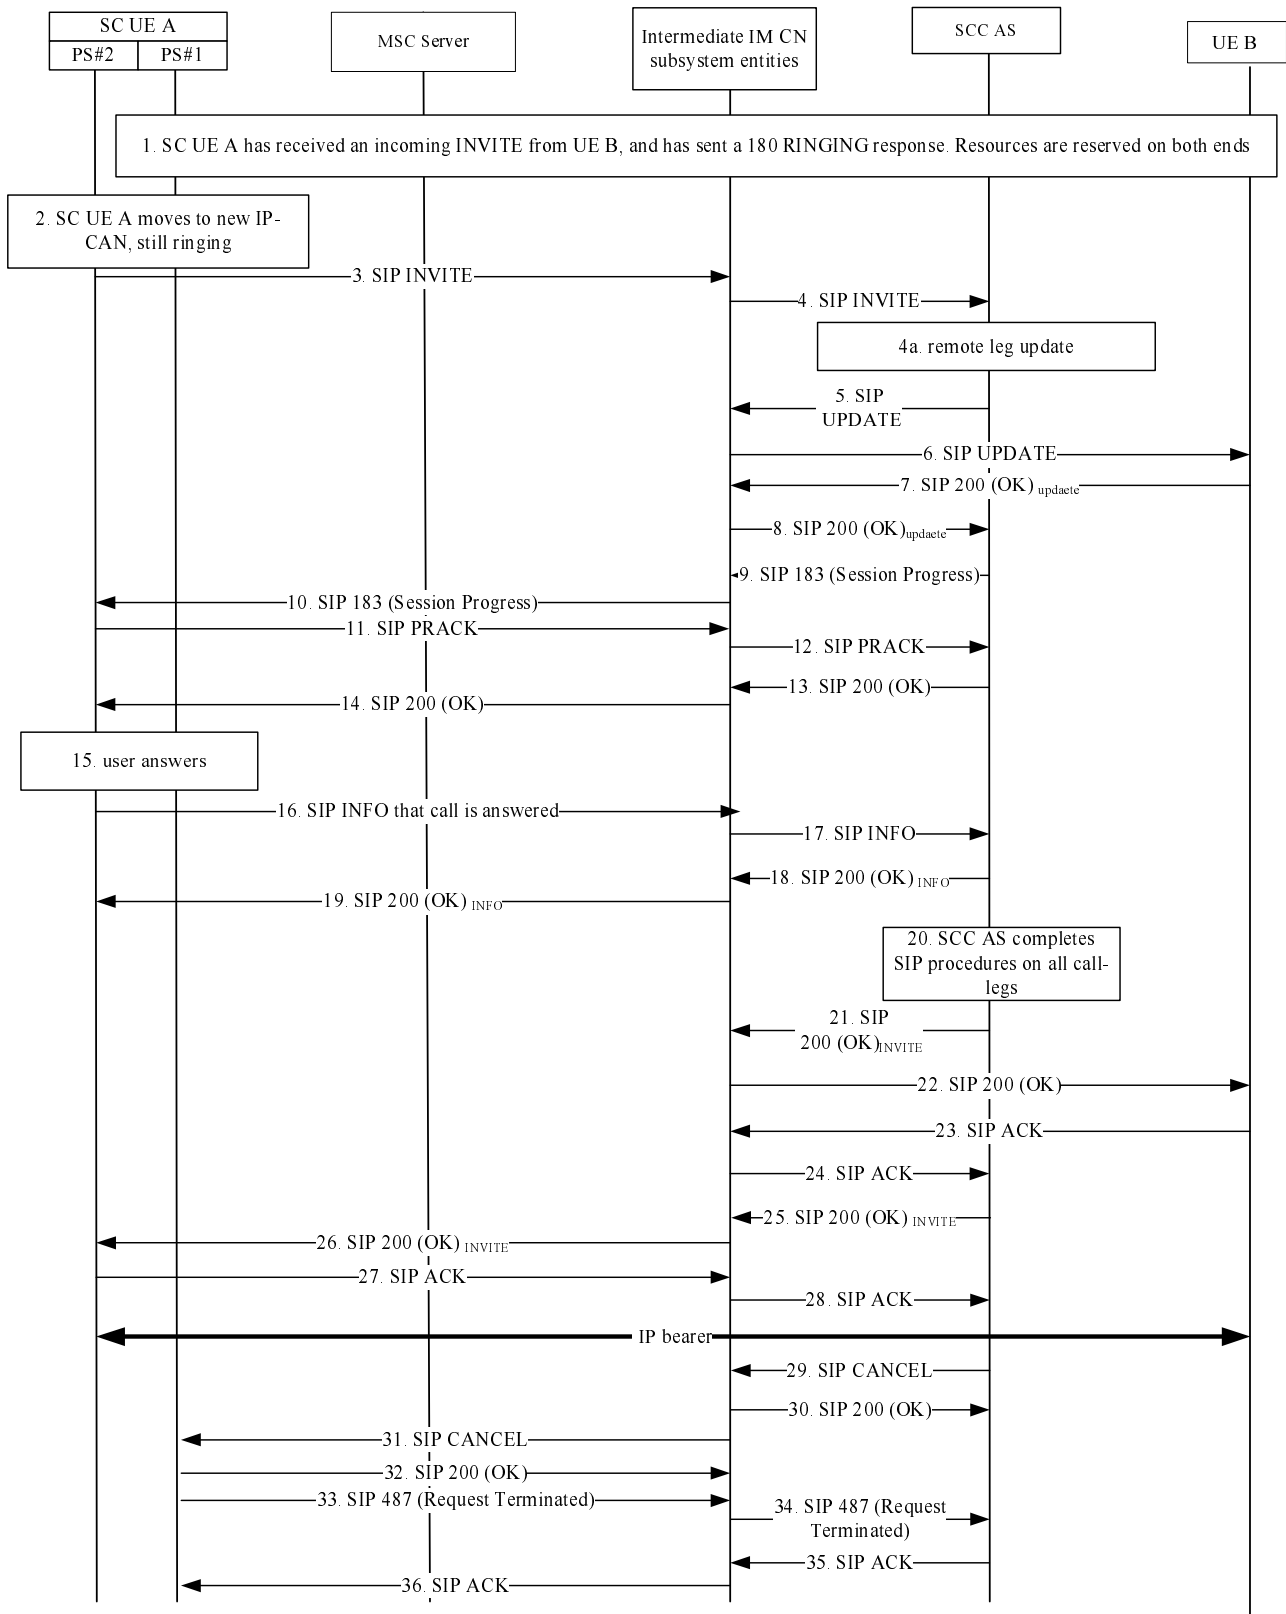 SC UE A
PS#2
PS#1
MSC Server
Intermediate IM CN
subsystem entities
SCC AS
UE B
1. SC UE A has received an incoming INVITE from UE B, and has sent a 180 RINGING response. Resources are reserved on both ends
2. SC UE A moves to new IP-
CAN, still ringing
3. SIP INVITE
4. SIP INVITE
4a. remote leg update
5. SIP
UPDATE
6. SIP UPDATE
7. SIP 200 (OK) updaete
8. SIP 200 (OK)updaete
9. SIP 183 (Session Progress)
10. SIP 183 (Session Progress)
11. SIP PRACK
12. SIP PRACK
13. SIP 200 (OK)
14. SIP 200 (OK)
15. user answers
16. SIP INFO that call is answered
17. SIP INFO
18. SIP 200 (OK) INFO
19. SIP 200 (OK) INFO
20. SCC AS completes
SIP procedures on all call-
legs
21. SIP
200 (OK)INVITE
22. SIP 200 (OK)
23. SIP ACK
24. SIP ACK
25. SIP 200 (OK) INVITE
26. SIP 200 (OK) INVITE
27. SIP ACK
28. SIP ACK
IP bearer
29. SIP CANCEL
30. SIP 200 (OK)
31. SIP CANCEL
32. SIP 200 (OK)
33. SIP 487 (Request Terminated)
34. SIP 487 (Request
Terminated)
35. SIP ACK
36. SIP ACK